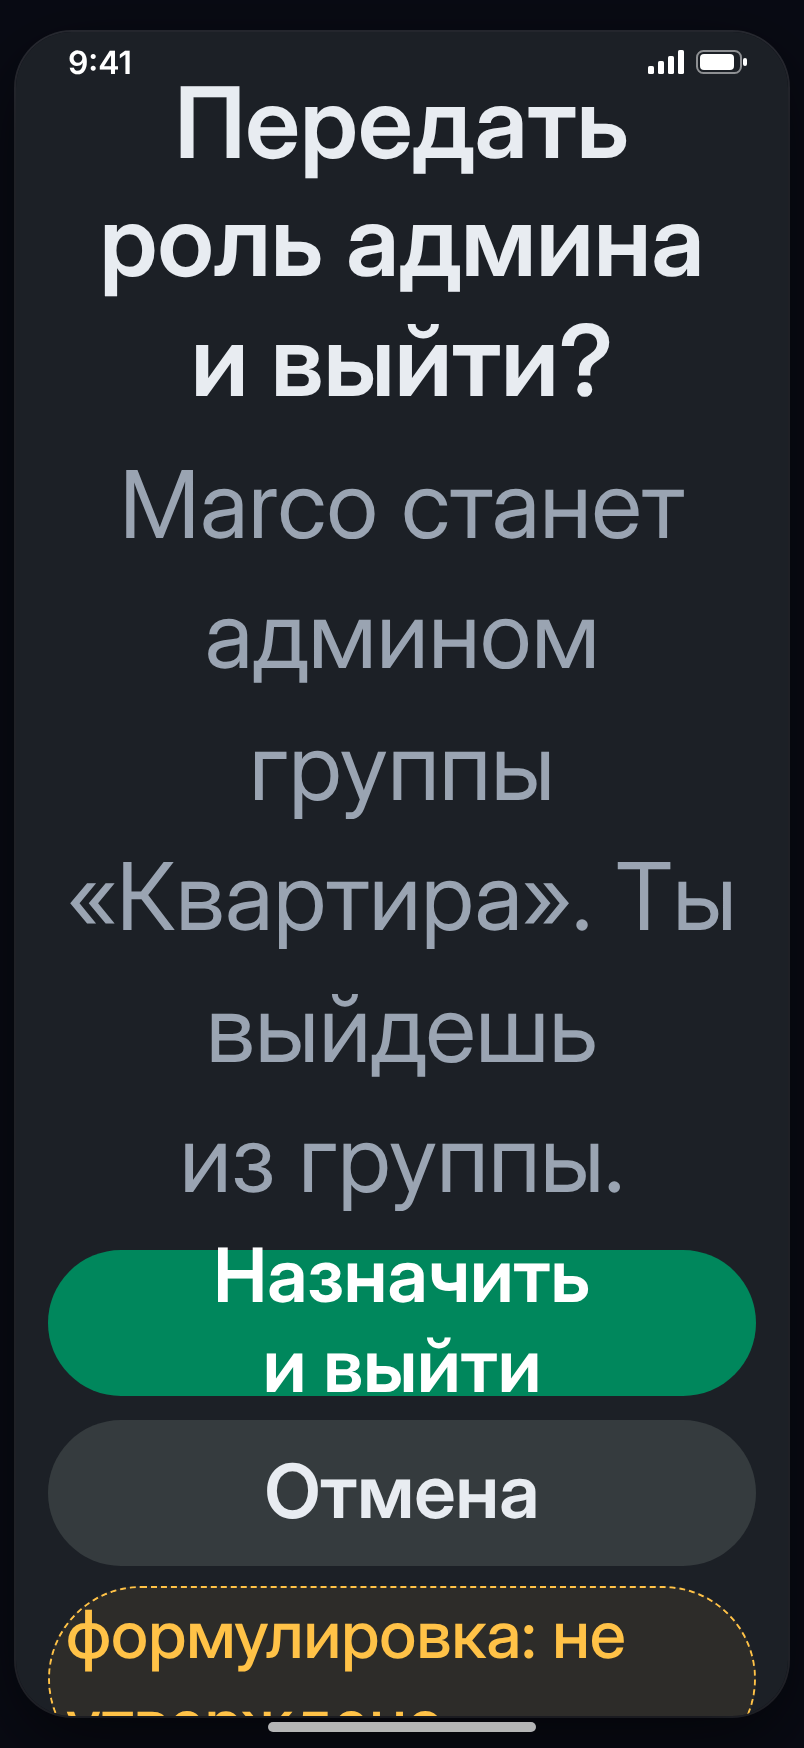 9:41
Передать
роль админа
и выйти?
Marco станет
админом
группы
«Квартира». Ты
выйдешь
из группы.
Назначить
и выйти
Отмена
формулировка: не